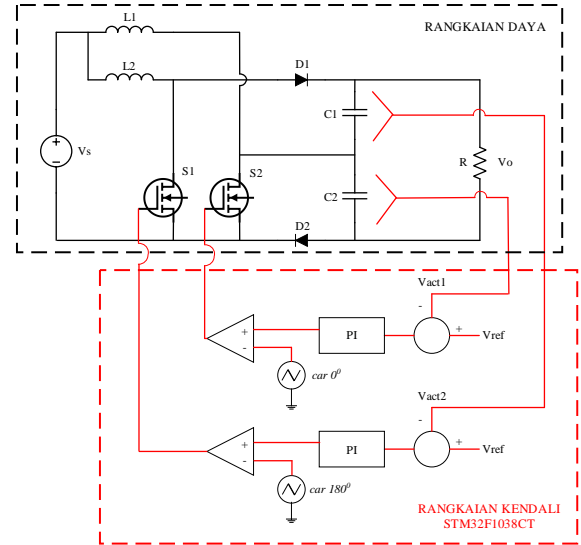 RANGKAIAN DAYA
L1
L2
D1
C1
Vs
S1
S2
R
Vo
C2
D2
Vact1
-
+
PI
+
Vref
-
car 0⁰
Vact2
-
+
PI
+
Vref
-
car 180⁰
RANGKAIAN KENDALI
STM32F1038CT